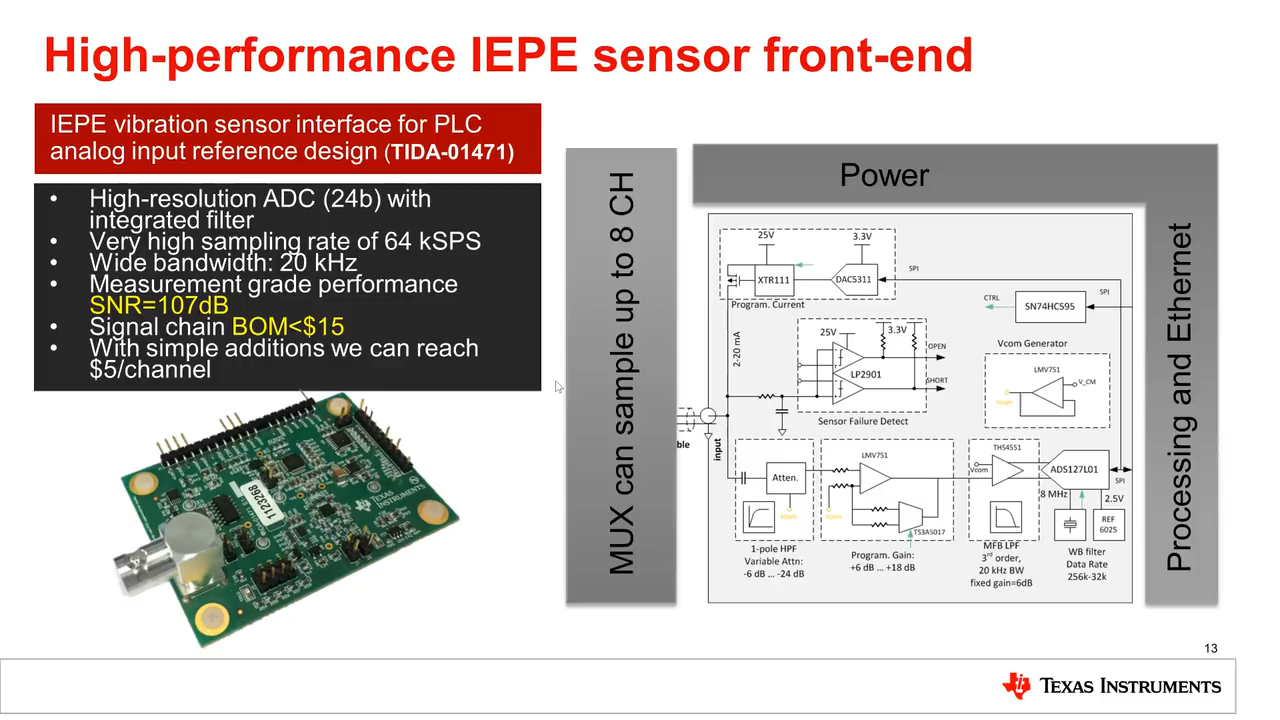 High-performance IEPE sensor front-end
IEPE vibration sensor interface for PLC
analog input reference design (TIDA-01471)
• High-resolution ADC (24b) with
integrated filter
• Very high sampling rate of 64 kSPS
• Wide bandwidth: 20 kHz
• Measurement grade performance
SNR=107dB
• Signal chain BOM<$15
• With simple additions we can reach
$5/channel
1123268
TEXAS
INSTRUMENTS
MUX can sample up to 8 CH
Power
Processing and Ethernet
25V
3.3V
XTR111
DAC5311
SPI
Program. Current
CTRL
SN74HC595
SPI
2-20 mA
25V
3.3V
OPEN
LP2901
SHORT
Sensor Failure Detect
Vcom Generator
LMV751
V_CM
Vcom
ble
input
Atten.
Vcom
1-pole HPF
Variable Attn:
-6 dB ... -24 dB
LMV751
Vcom
TS3A5017
Program. Gain:
+6 dB ... +18 dB
THS4551
Vcom
MFB LPF
3rd order,
20 kHz BW
fixed gain=6dB
ADS127L01
SPI
8 MHz
2.5V
REF
6025
WB filter
Data Rate
256k-32k
13
TEXAS INSTRUMENTS